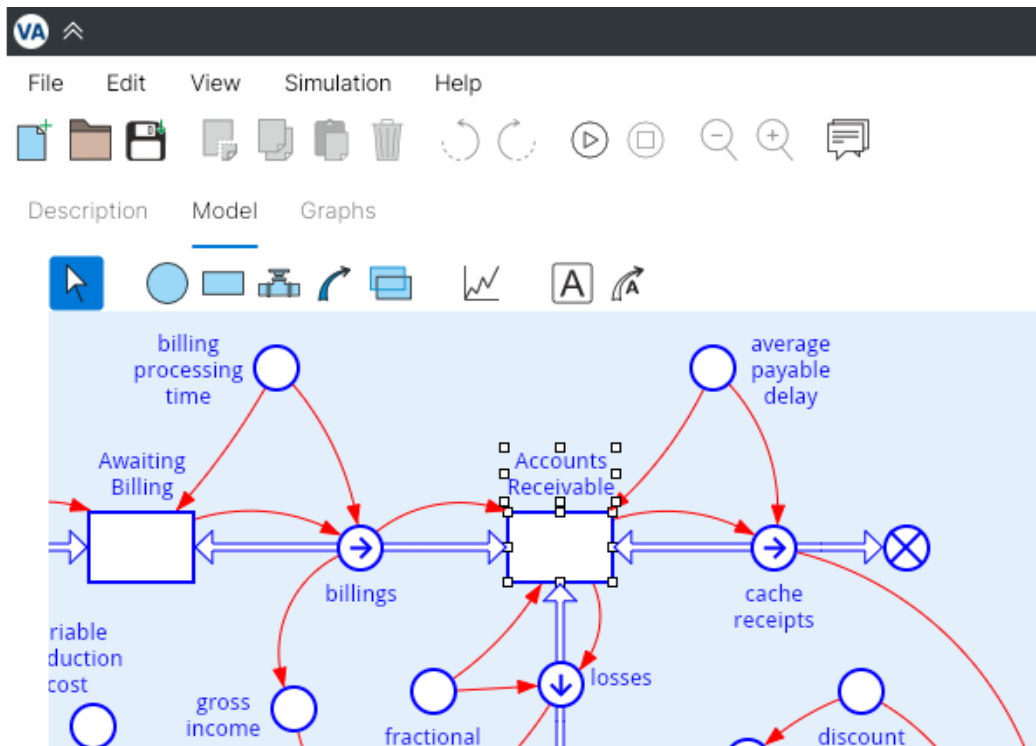 VA
File Edit View Simulation Help
Description Model Graphs
A
A
billing
processing
time
average
payable
delay
Awaiting
Billing
Accounts
Receivable
billings
cache
receipts
riable
duction
cost
losses
gross
income
fractional
discount